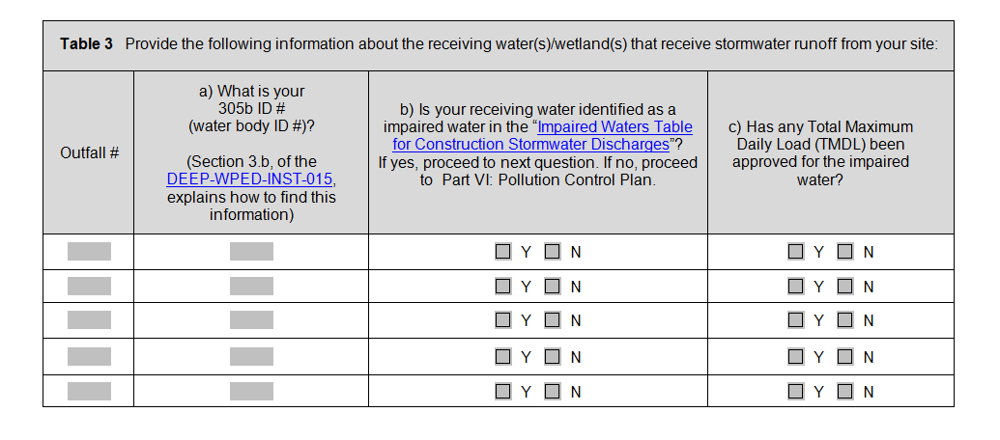 Table 3 Provide the following information about the receiving water(s)/wetland(s) that receive stormwater runoff from your site:
Outfall #
a) What is your
305b ID #
(water body ID #)?
(Section 3.b, of the
DEEP-WPED-INST-015,
explains how to find this
information)
b) Is your receiving water identified as a
impaired water in the “Impaired Waters Table
for Construction Stormwater Discharges”?
If yes, proceed to next question. If no, proceed
to Part VI: Pollution Control Plan.
c) Has any Total Maximum
Daily Load (TMDL) been
approved for the impaired
water?
Y N Y N
Y N Y N
Y N Y N
Y N Y N
Y N Y N